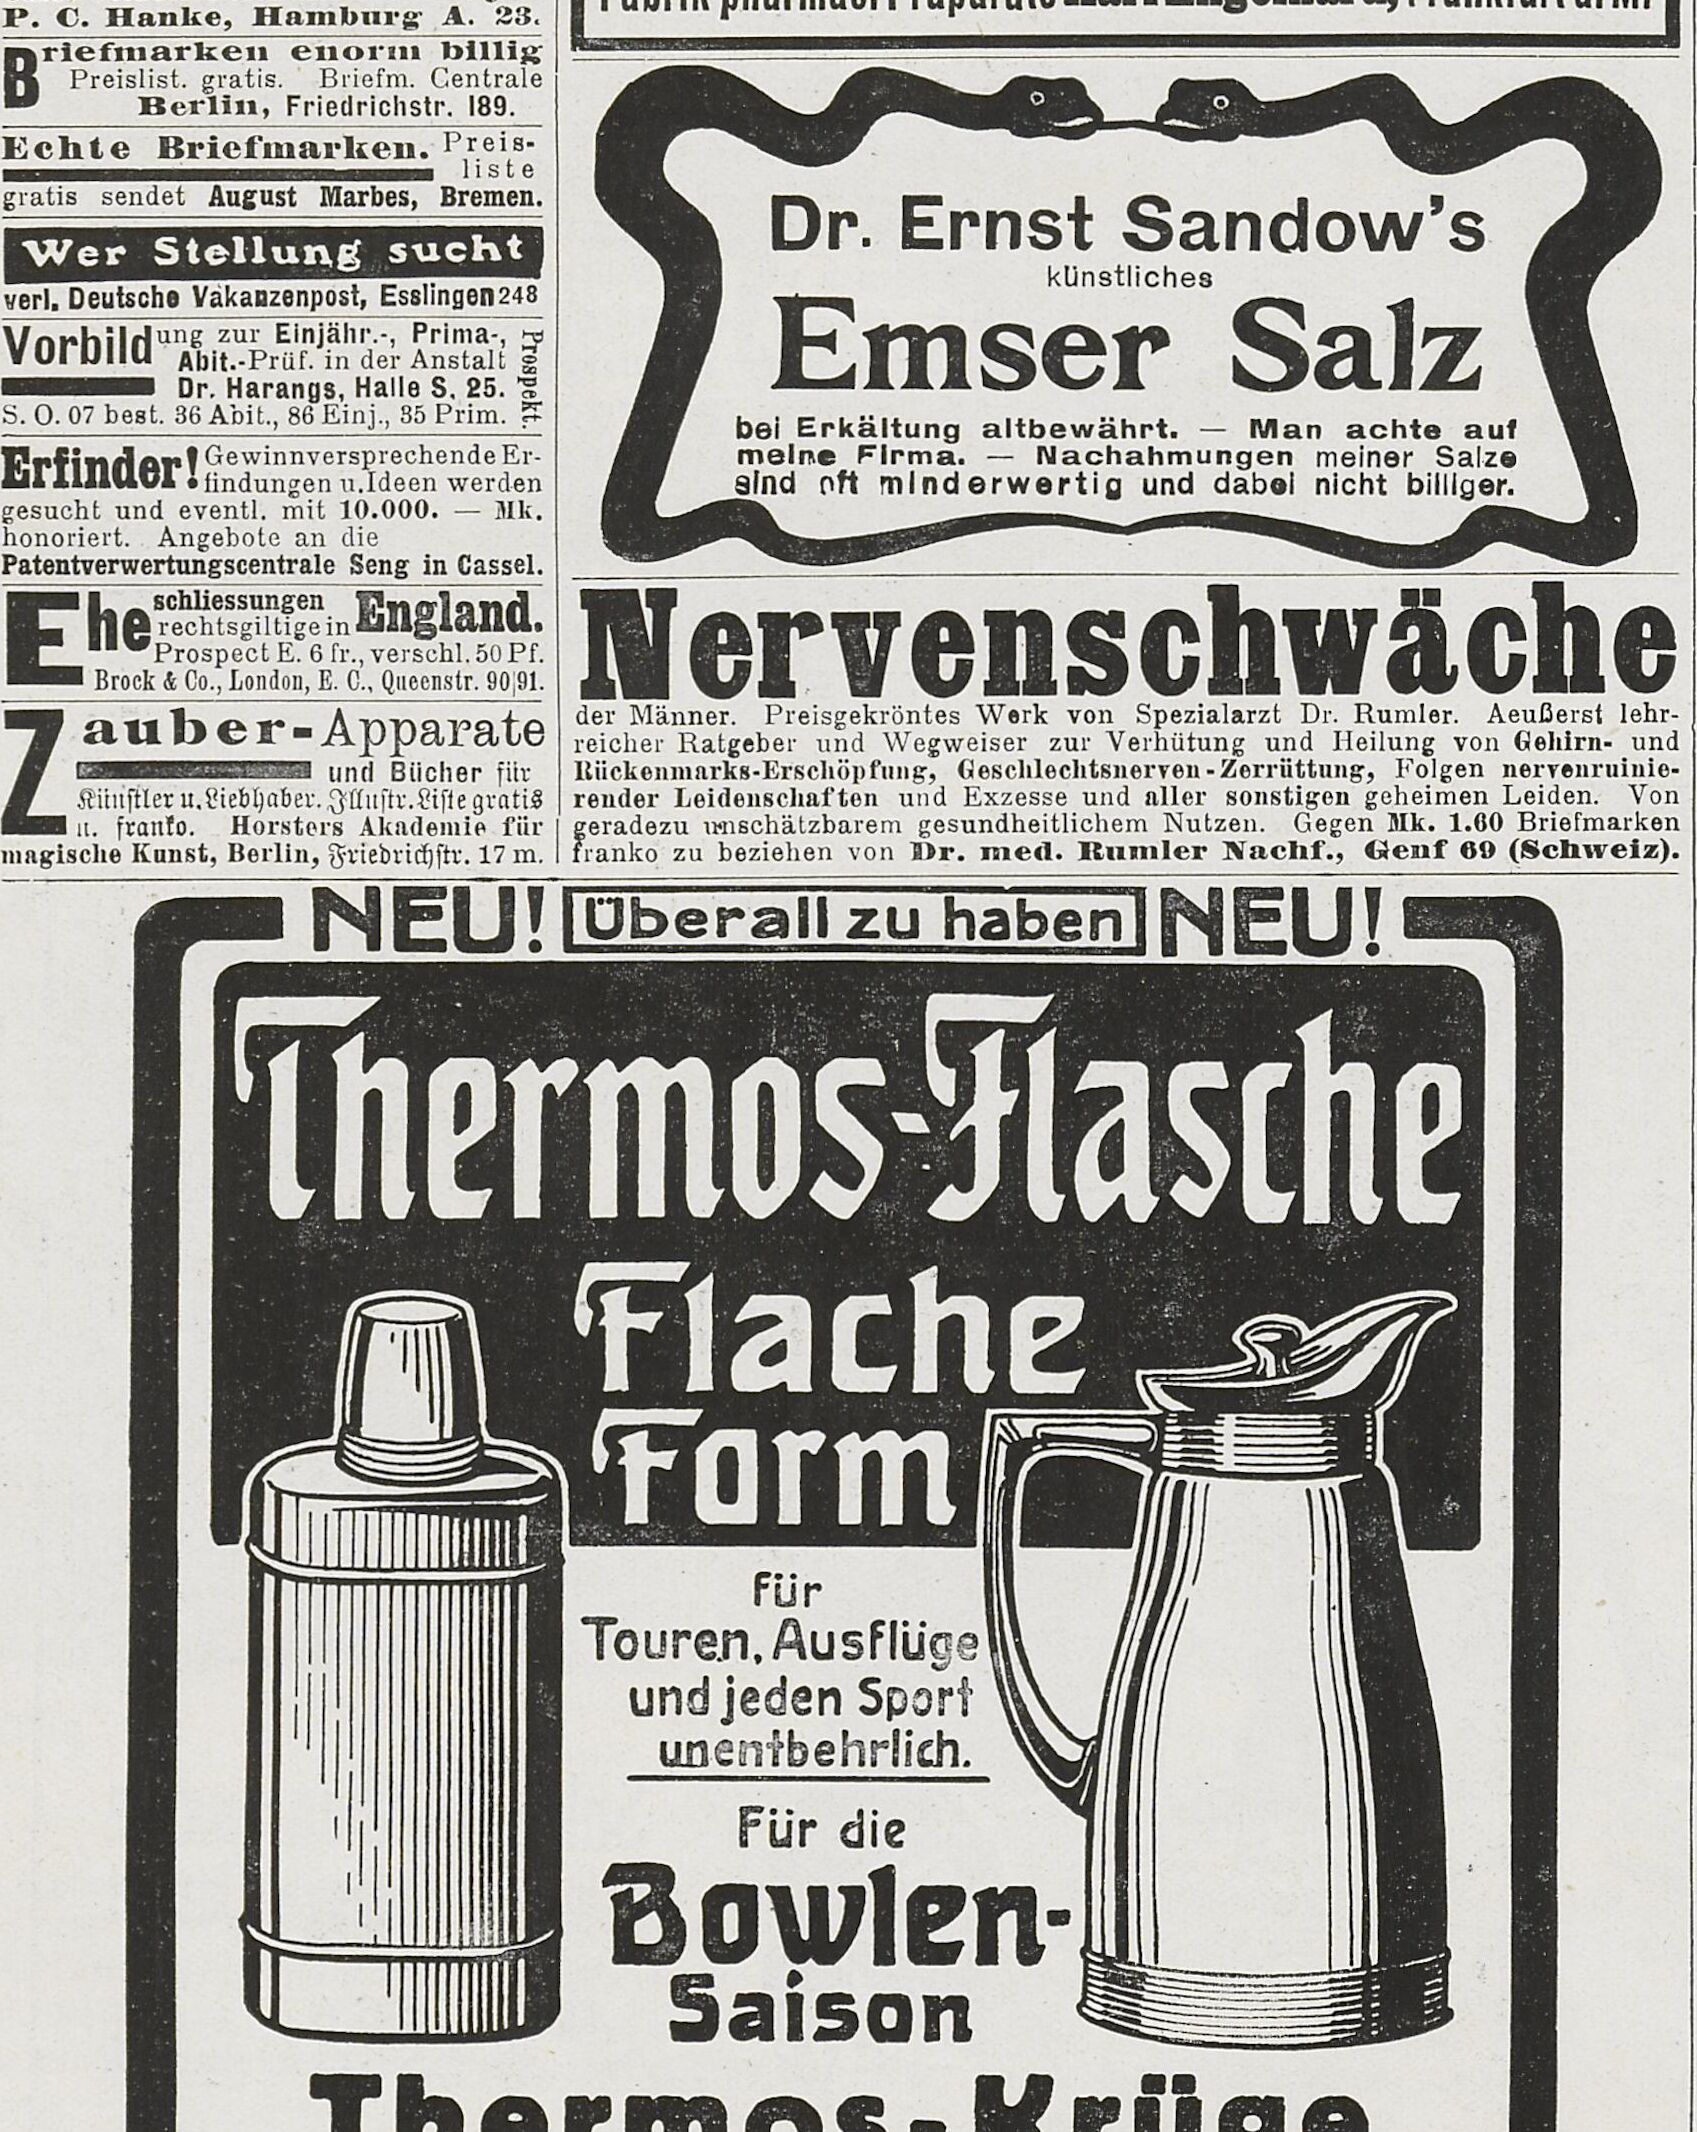 P. C. Hanke, Hamburg A. 23.
Briefmarken enorm billig
Preislist. gratis. Briefm. Centrale
Berlin, Friedrichstr. 189.
Echte Briefmarken. Preis-
liste
gratis sendet August Marbes, Bremen.
Wer Stellung sucht
verl. Deutsche Vakanzenpost, Esslingen 248
Vorbildung zur Einjähr.-, Prima-,
Abit.-Prüf. in der Anstalt
Dr. Harangs, Halle S. 25.
S. O. 07 best. 36 Abit., 86 Einj., 35 Prim.
Prospekt.
Erfinder! Gewinnversprechende Er-
findungen u. Ideen werden
gesucht und eventl. mit 10.000. — Mk.
honoriert. Angebote an die
Patentverwertungscentrale Seng in Cassel.
Eheschliessungen
rechtsgiltige in England.
Prospect E. 6 fr., verschl. 50 Pf.
Brock & Co., London, E. C., Queenstr. 90|91.
Zauber-Apparate
und Bücher für
Künstler u. Liebhaber. Illustr. Liste gratis
u. franko. Horsters Akademie für
magische Kunst, Berlin, Friedrichstr. 17 m.
Dr. Ernst Sandow's
künstliches
Emser Salz
bei Erkältung altbewährt. — Man achte auf
meine Firma. — Nachahmungen meiner Salze
sind oft minderwertig und dabei nicht billiger.
Nervenschwäche
der Männer. Preisgekröntes Werk von Spezialarzt Dr. Rumler. Aeußerst lehr-
reicher Ratgeber und Wegweiser zur Verhütung und Heilung von Gehirn- und
Rückenmarks-Erschöpfung, Geschlechtsnerven-Zerrüttung, Folgen nervenruinie-
render Leidenschaften und Exzesse und aller sonstigen geheimen Leiden. Von
geradezu unschätzbarem gesundheitlichem Nutzen. Gegen Mk. 1.60 Briefmarken
franko zu beziehen von Dr. med. Rumler Nachf., Genf 69 (Schweiz).
NEU! Überall zu haben NEU!
Thermos-Flasche
Flache
Form
für
Touren, Ausflüge
und jeden Sport
unentbehrlich.
Für die
Bowlen-
Saison
Thermos-Krüge